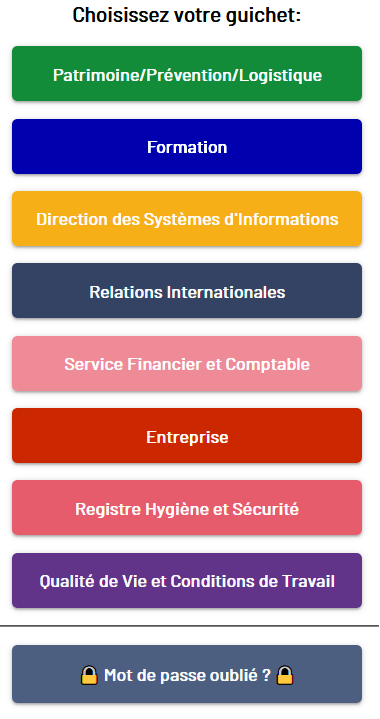 Choisissez votre guichet:
Patrimoine/Prévention/Logistique
Formation
Direction des Systèmes d'Informations
Relations Internationales
Service Financier et Comptable
Entreprise
Registre Hygiène et Sécurité
Qualité de Vie et Conditions de Travail
🔒 Mot de passe oublié ? 🔒